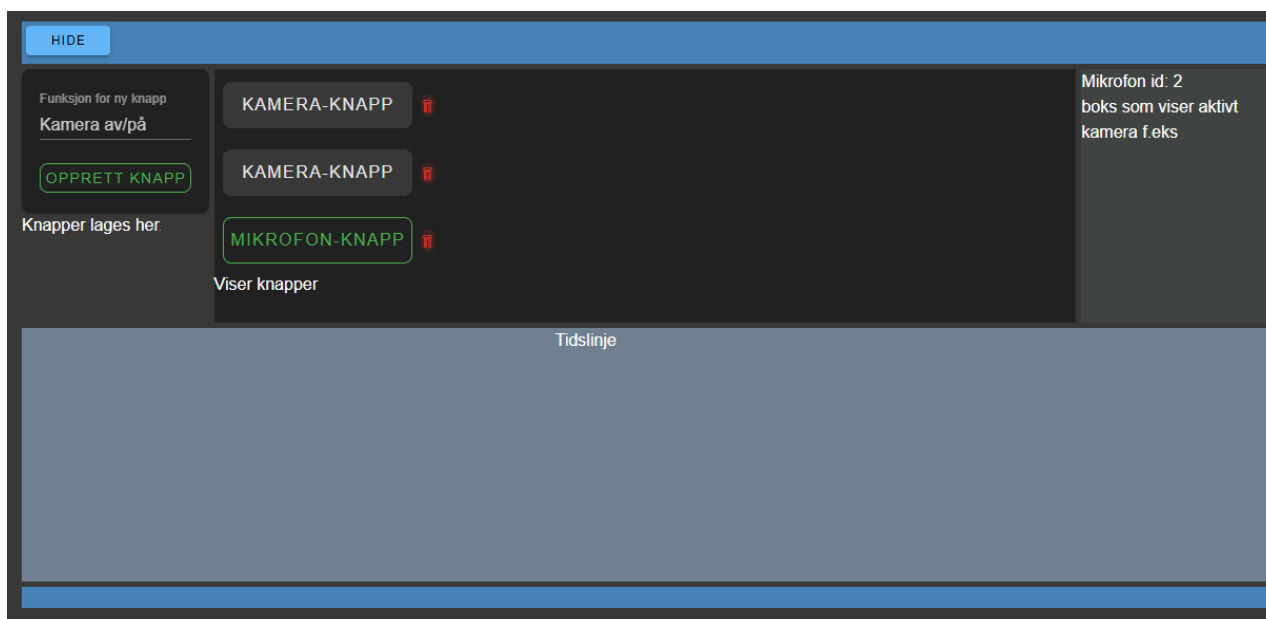 HIDE
Funksjon for ny knapp
Kamera av/på
OPPRETT KNAPP
Knapper lages her.
KAMERA-KNAPP
KAMERA-KNAPP
MIKROFON-KNAPP
Viser knapper
Mikrofon id: 2
boks som viser aktivt
kamera f.eks
Tidslinje